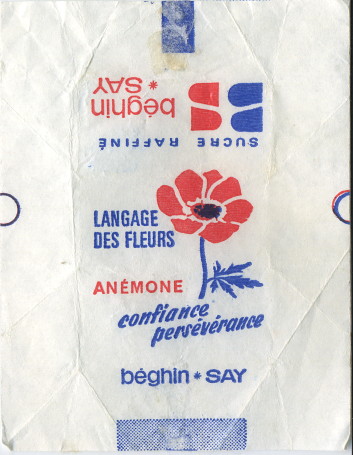 béghin
* SAY
SUCRE RAFFINÉ
LANGAGE
DES FLEURS
ANÉMONE
confiance
persévérance
béghin * SAY